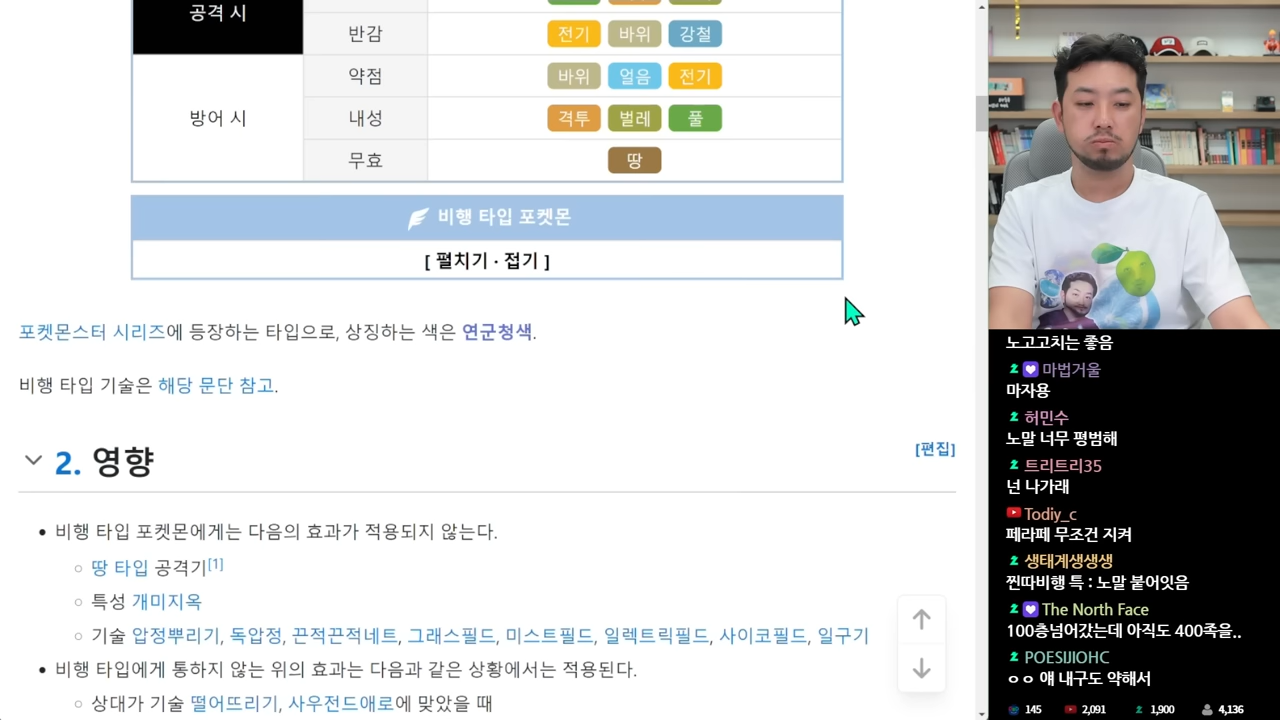 공격 시
반감
전기 바위 강철
방어 시
약점
바위 얼음 전기
내성
격투 벌레 풀
무효
땅
비행 타입 포켓몬
[ 펼치기 · 접기 ]
포켓몬스터 시리즈에 등장하는 타입으로, 상징하는 색은 연군청색.
비행 타입 기술은 해당 문단 참고.
2. 영향
[편집]
비행 타입 포켓몬에게는 다음의 효과가 적용되지 않는다.
땅 타입 공격기[1]
특성 개미지옥
기술 압정뿌리기, 독압정, 끈적끈적네트, 그래스필드, 미스트필드, 일렉트릭필드, 사이코필드, 일구기
비행 타입에게 통하지 않는 위의 효과는 다음과 같은 상황에서는 적용된다.
상대가 기술 떨어뜨리기, 사우전드애로에 맞았을 때
노고고치는 좋음
마법거울
마자용
허민수
노말 너무 평범해
트리트리35
넌 나가래
Todiy_c
페라페 무조건 지켜
생태계생생생
찐따비행 특 : 노말 붙어잇음
The North Face
100층넘어갔는데 아직도 400족을..
POESIJIOHC
ㅇㅇ 얘 내구도 약해서
145 2,091 1,900 4,136